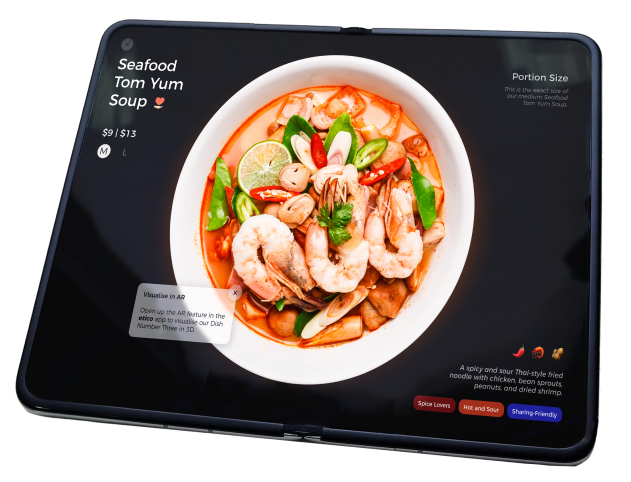 Seafood
Tom Yum
Soup
$9 | $13
M L
Portion Size
This is the exact size of
our medium Seafood
Tom Yum Soup.
Visualise in AR
×
Open up the AR feature in the
otico app to visualise our Dish
Number Three in 3D.
A spicy and sour Thai-style fried
noodle with chicken, bean sprouts,
peanuts, and dried shrimp.
Spice Lovers
Hot and Sour
Sharing-Friendly